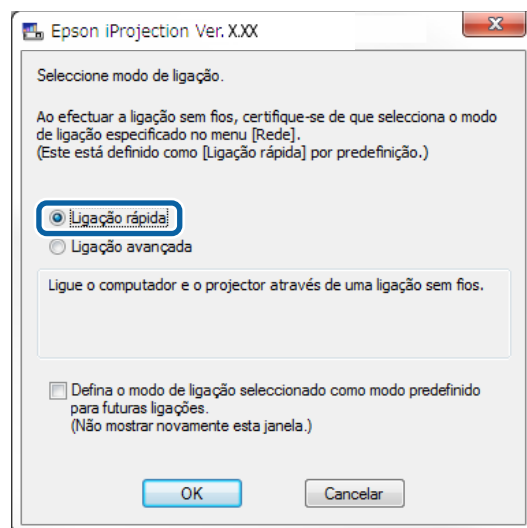 Epson iProjection Ver. X.XX
Seleccione modo de ligação.
Ao efectuar a ligação sem fios, certifique-se de que selecciona o modo
de ligação especificado no menu [Rede].
(Este está definido como [Ligação rápida] por predefinição.)
Ligação rápida
Ligação avançada
Ligue o computador e o projector através de uma ligação sem fios.
Defina o modo de ligação seleccionado como modo predefinido
para futuras ligações.
(Não mostrar novamente esta janela.)
OK Cancelar